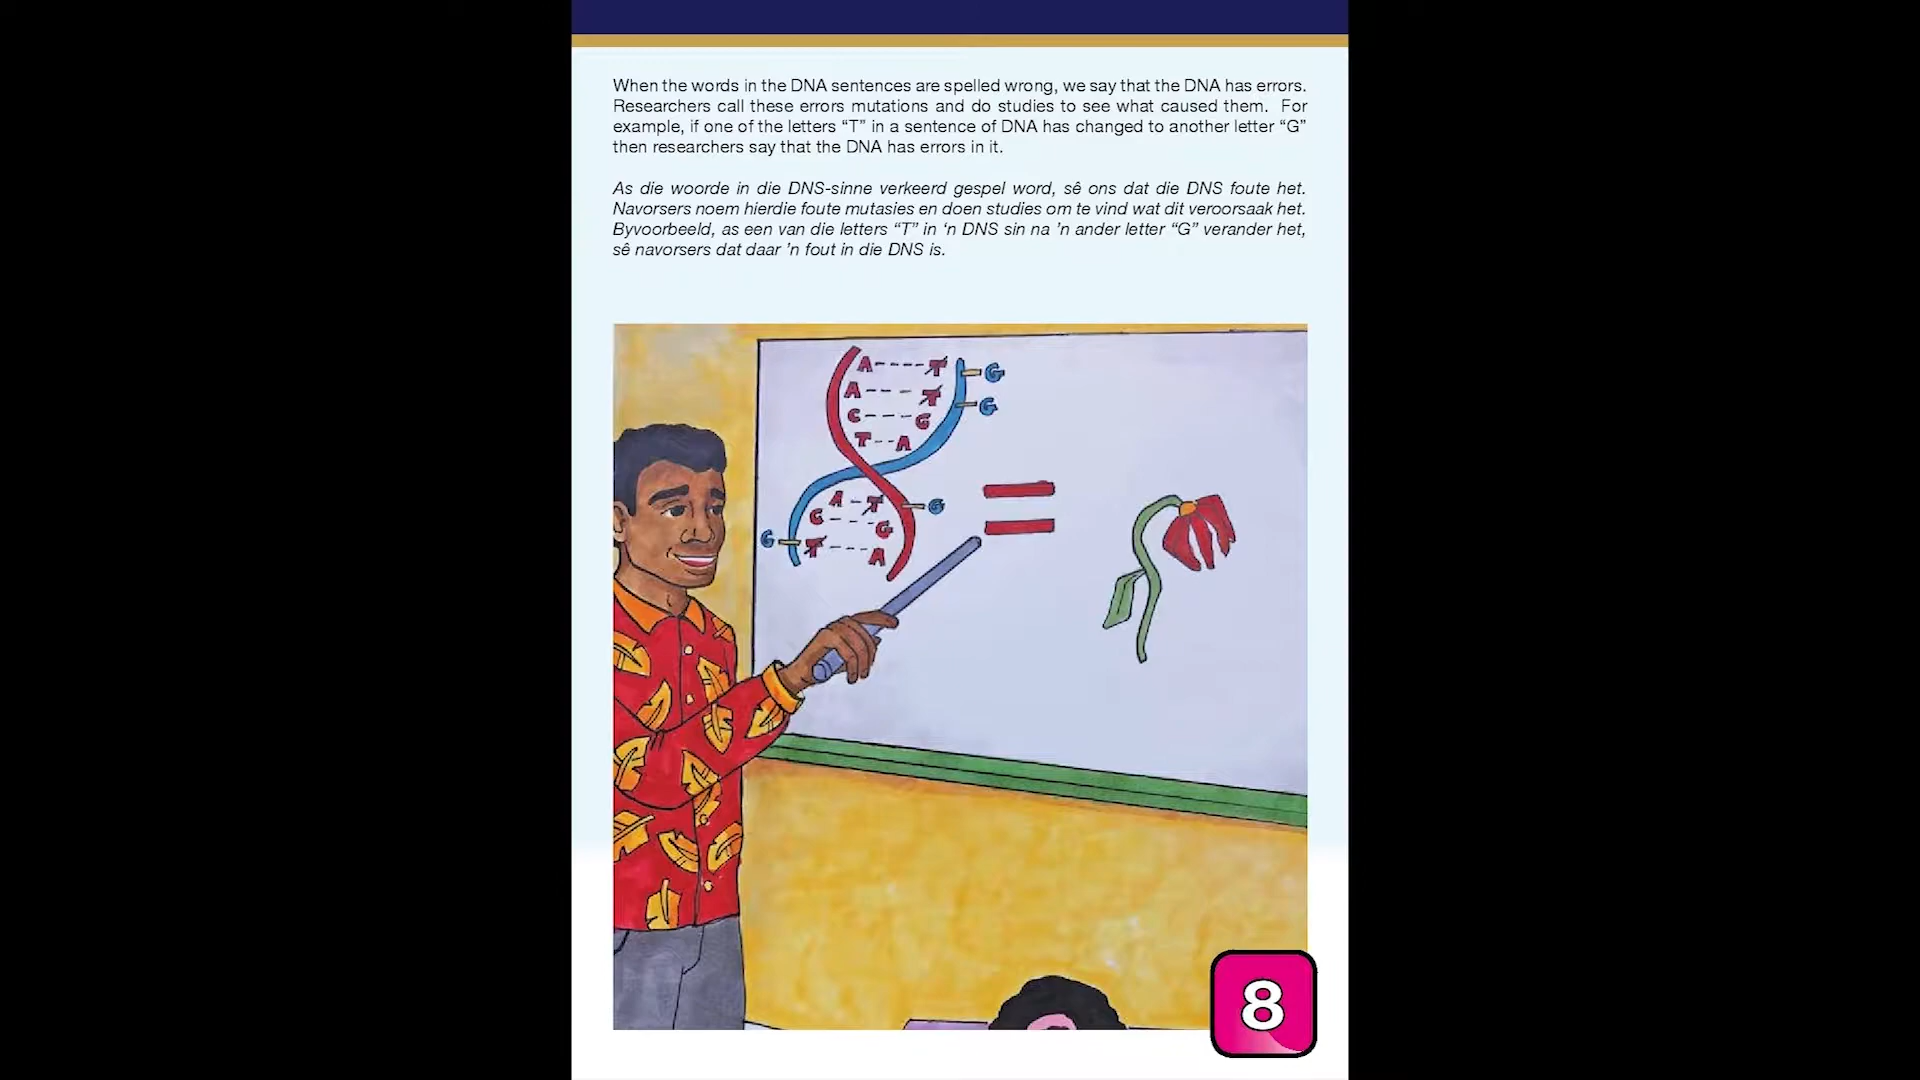 When the words in the DNA sentences are spelled wrong, we say that the DNA has errors.
Researchers call these errors mutations and do studies to see what caused them. For
example, if one of the letters “T” in a sentence of DNA has changed to another letter “G”
then researchers say that the DNA has errors in it.
As die woorde in die DNS-sinne verkeerd gespel word, sê ons dat die DNS foute het.
Navorsers noem hierdie foute mutasies en doen studies om te vind wat dit veroorsaak het.
Byvoorbeeld, as een van die letters “T” in ‘n DNS sin na ’n ander letter “G” verander het,
sê navorsers dat daar ’n fout in die DNS is.
A----T G
A---T G
C---G
T--A
A-T G
C---G
G T---A
8